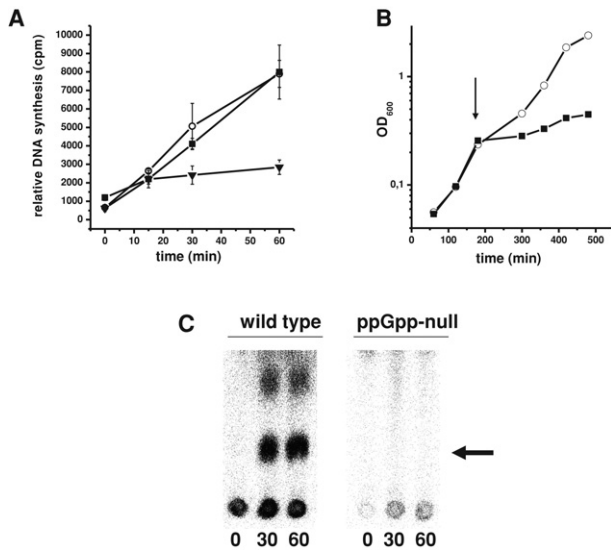 A
relative DNA synthesis (cpm)
10000
9000
8000
7000
6000
5000
4000
3000
2000
1000
0
0 10 20 30 40 50 60
time (min)
B
OD600
1
0,1
0 100 200 300 400 500
time (min)
C
wild type
ppGpp-null
0 30 60
0 30 60